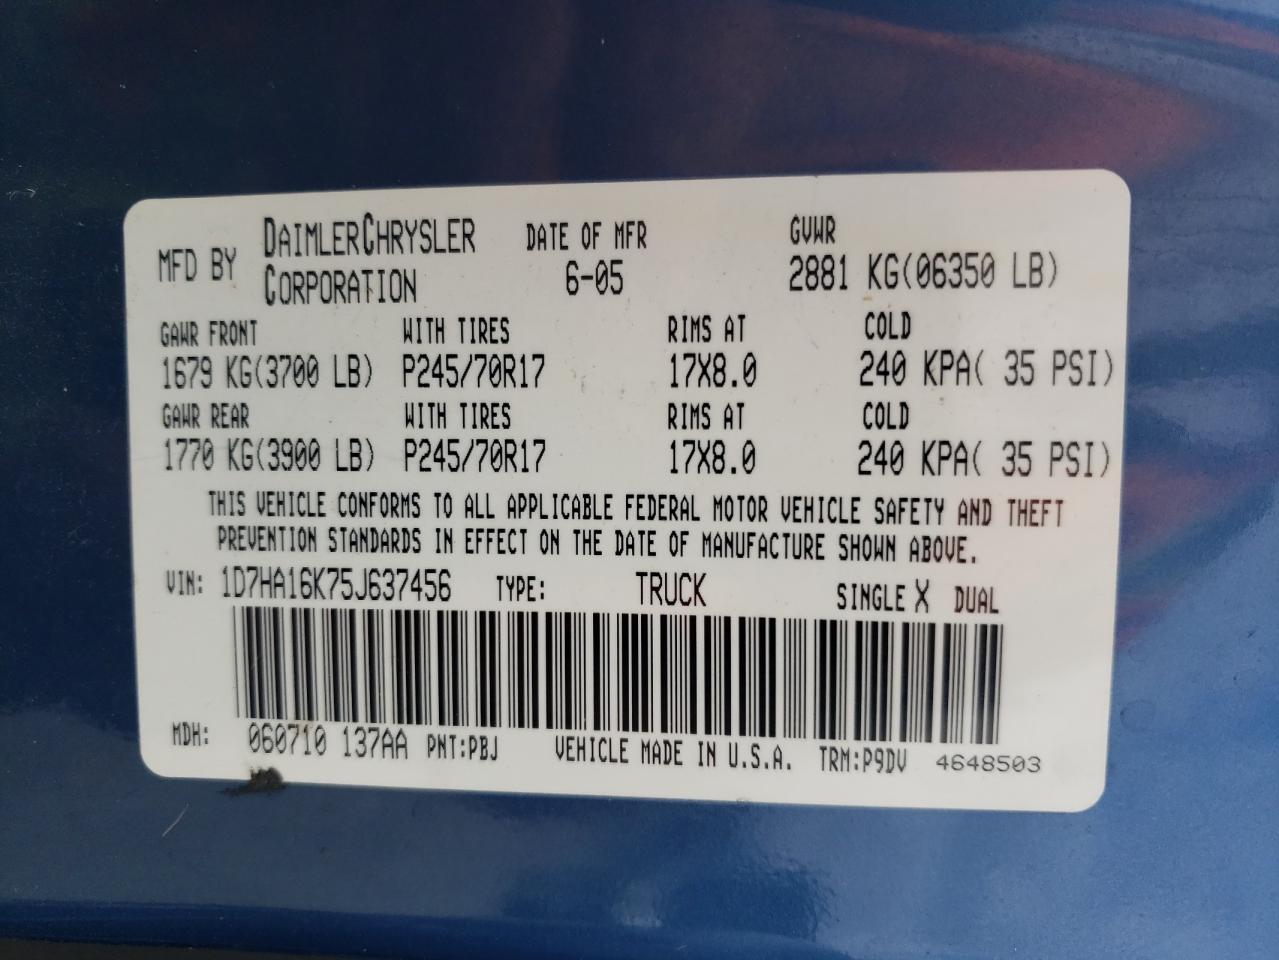 MFD BY DAIMLERCHRYSLER CORPORATION DATE OF MFR 6-05 GVWR 2881 KG(06350 LB)
GAWR FRONT WITH TIRES RIMS AT COLD
1679 KG(3700 LB) P245/70R17 17X8.0 240 KPA( 35 PSI)
GAWR REAR WITH TIRES RIMS AT COLD
1770 KG(3900 LB) P245/70R17 17X8.0 240 KPA( 35 PSI)
THIS VEHICLE CONFORMS TO ALL APPLICABLE FEDERAL MOTOR VEHICLE SAFETY AND THEFT
PREVENTION STANDARDS IN EFFECT ON THE DATE OF MANUFACTURE SHOWN ABOVE.
VIN: 1D7HA16K75J637456 TYPE: TRUCK SINGLE X DUAL
MDH: 060710 137AA PNT:PBJ VEHICLE MADE IN U.S.A. TRM:P9DV 4648503